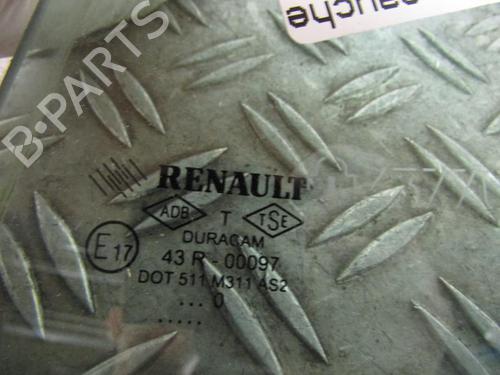 gauche
B·PARTS
RENAULT
ADB T TSE
DURACAM
E17
43 R - 00097
DOT 511 M311 AS2
... 0
.....